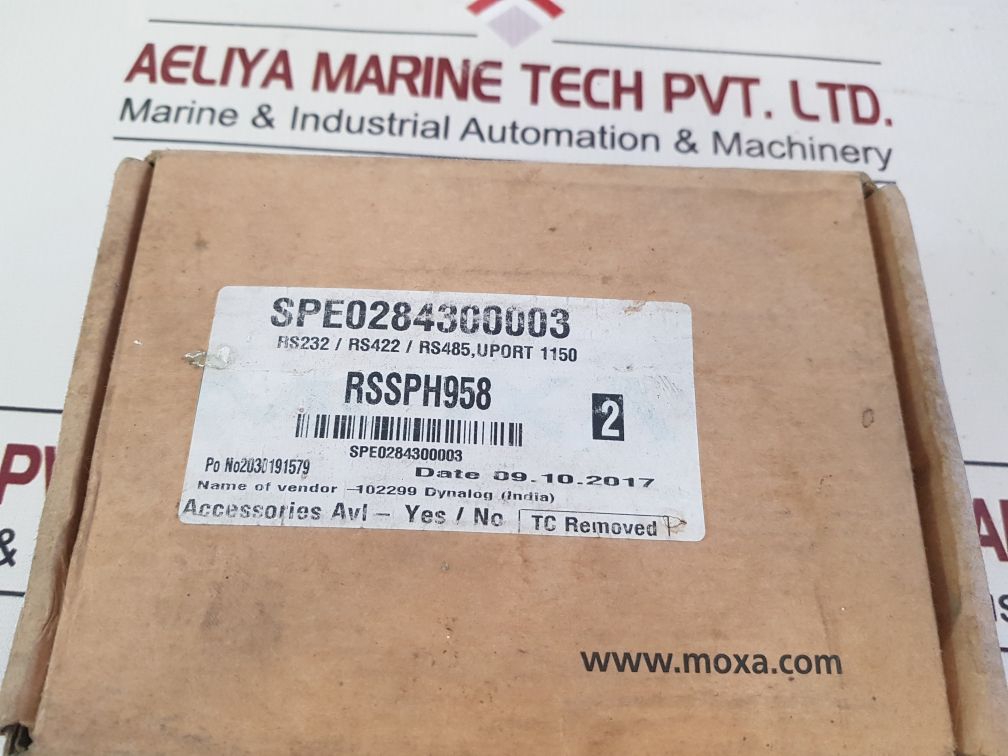 AELIYA MARINE TECH PVT. LTD.
Marine & Industrial Automation & Machinery
SPE0284300003
RS232 / RS422 / RS485,UPORT 1150
RSSPH958
2
SPE0284300003
Po No2030191579
Date 09.10.2017
Name of vendor -102299 Dynalog (India)
Accessories Avl - Yes / No TC Removed
www.moxa.com
&